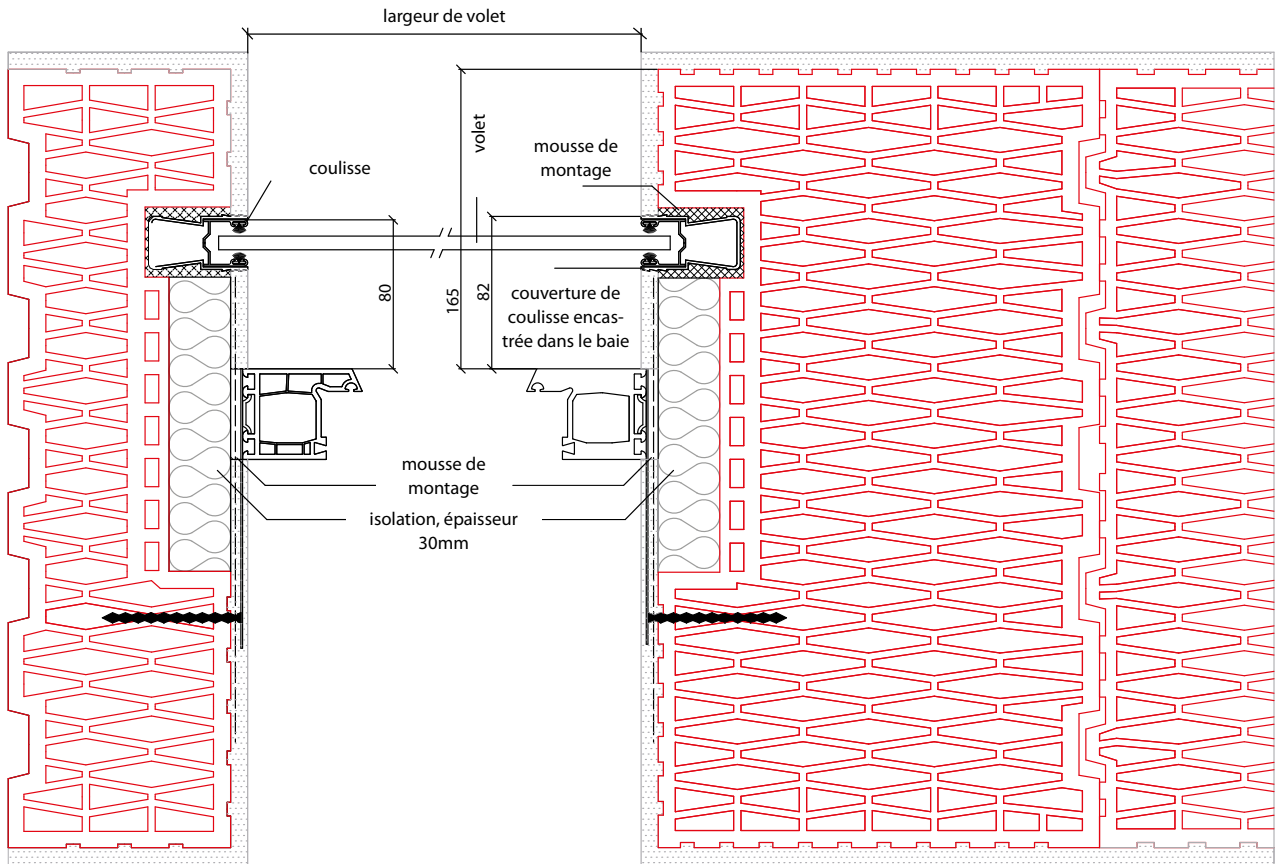 largeur de volet
volet
mousse de
montage
coulisse
80
165
82
couverture de
coulisse encas-
trée dans le baie
mousse de
montage
isolation, épaisseur
30mm